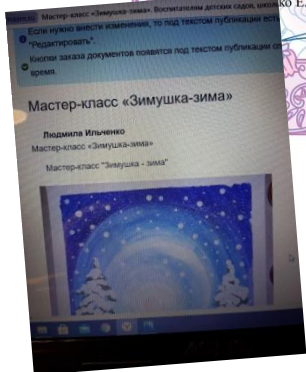 Мастер-класс «Зимушка-зима». Воспитателям детских садов, школ
ко Е.
Если нужно внести изменения, то под текстом публикации есть
"Редактировать".
Кнопки заказа документов появятся под текстом публикации
время.
Мастер-класс «Зимушка-зима»
Людмила Ильченко
Мастер-класс «Зимушка-зима»
Мастер-класс "Зимушка - зима"